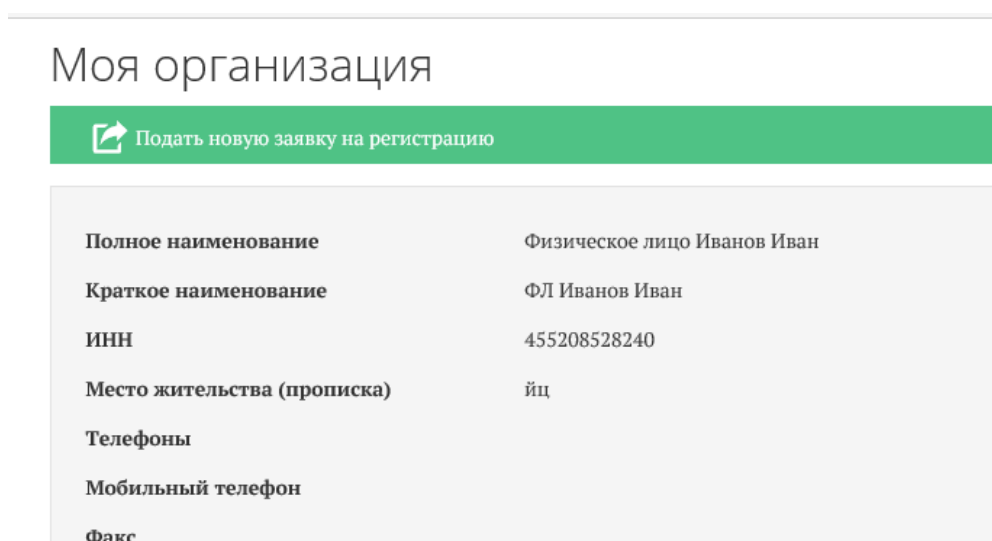 Моя организация
Подать новую заявку на регистрацию
Полное наименование Физическое лицо Иванов Иван
Краткое наименование ФЛ Иванов Иван
ИНН 455208528240
Место жительства (прописка) йц
Телефоны
Мобильный телефон
Факс